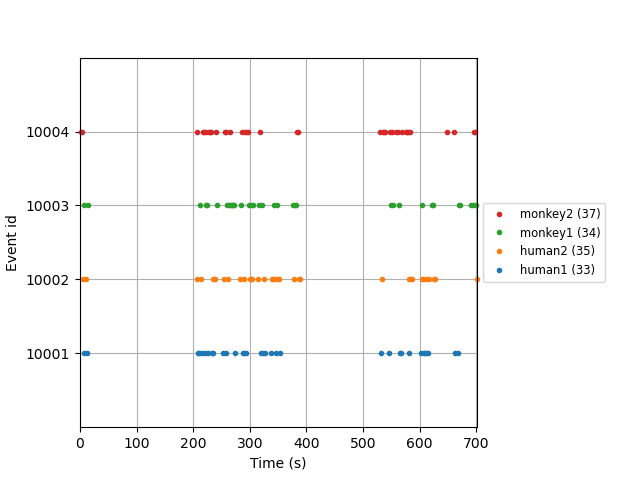 10004
10003
10002
10001
Event id
0 100 200 300 400 500 600 700
Time (s)
monkey2 (37)
monkey1 (34)
human2 (35)
human1 (33)